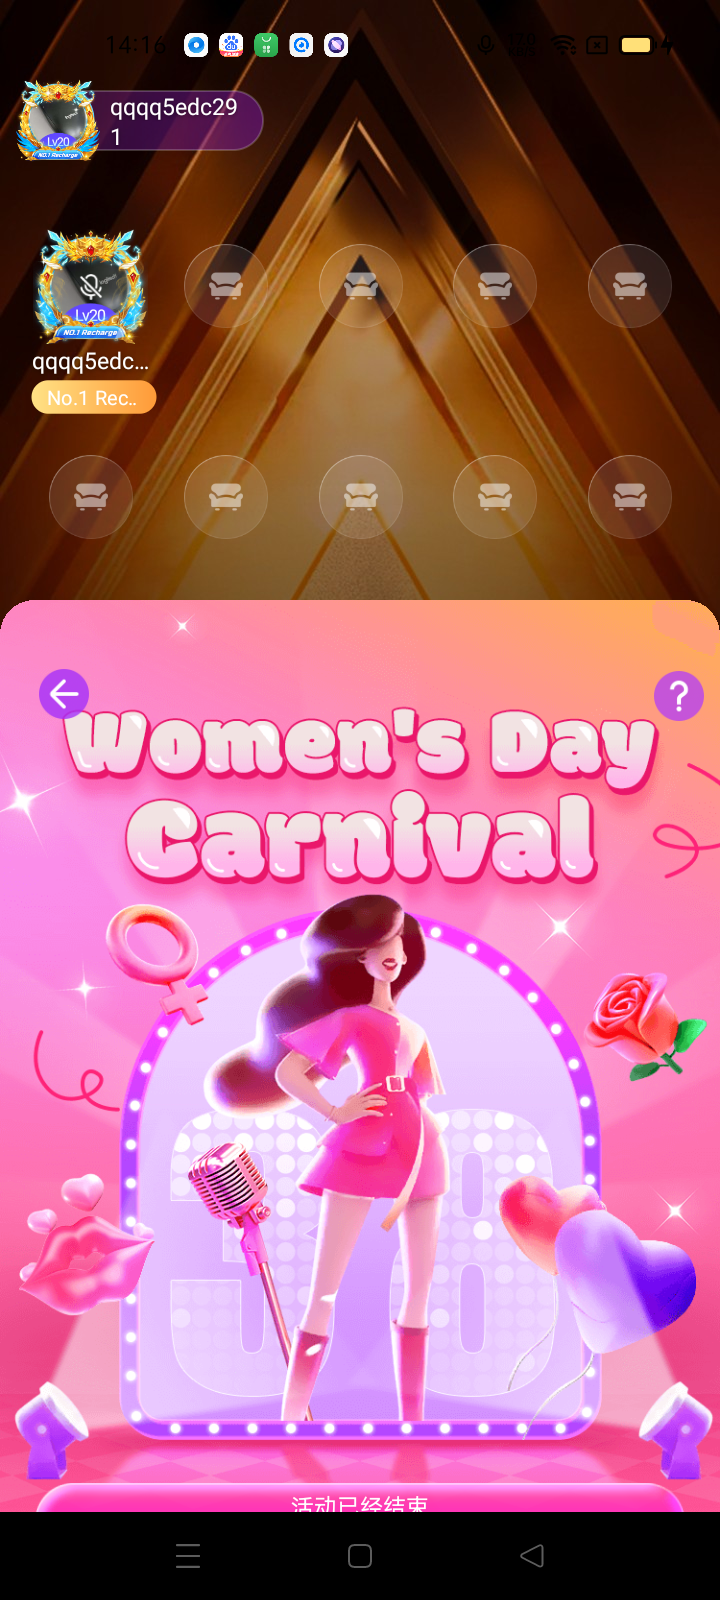 14:16
qqqq5edc29
1
Lv20
NO.1 Recharge
Lv20
NO.1 Recharge
qqqq5edc...
No.1 Rec..
Women's Day
Carnival
38
活动已经结束